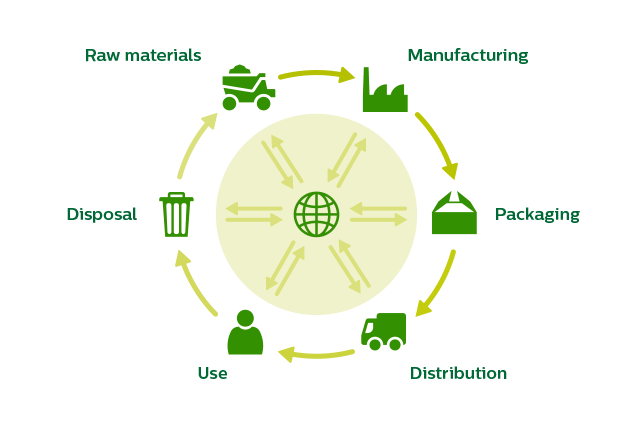 Raw materials
Manufacturing
Disposal
Packaging
Use
Distribution